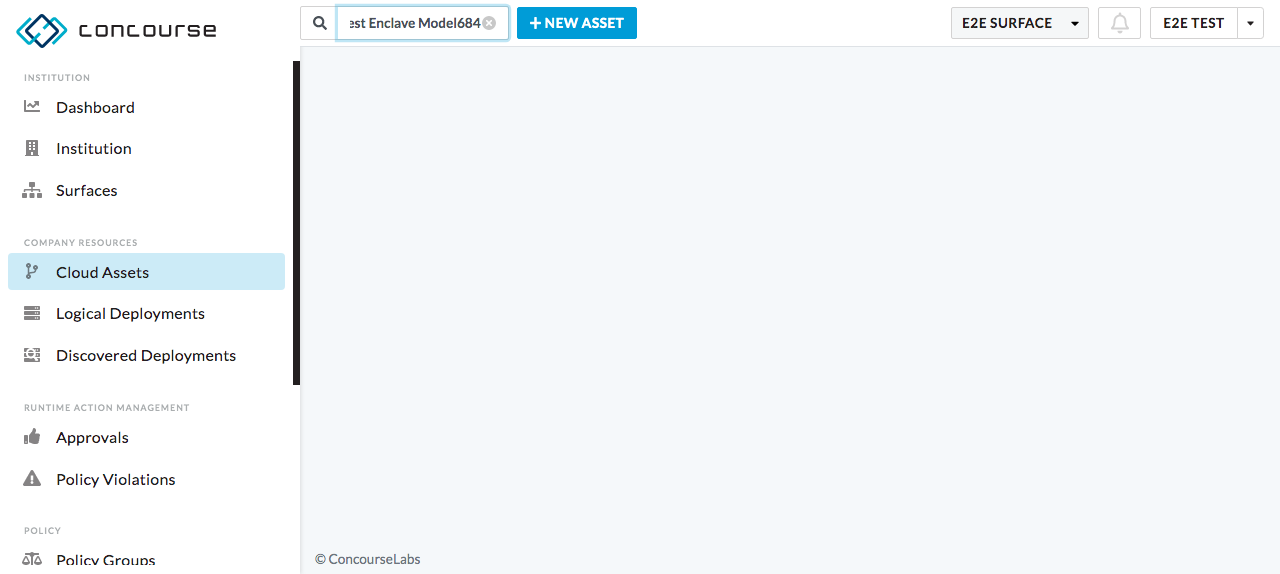 concourse
est Enclave Model684
NEW ASSET
E2E SURFACE
E2E TEST
INSTITUTION
Dashboard
Institution
Surfaces
COMPANY RESOURCES
Cloud Assets
Logical Deployments
Discovered Deployments
RUNTIME ACTION MANAGEMENT
Approvals
Policy Violations
POLICY
Policy Groups
© ConcourseLabs